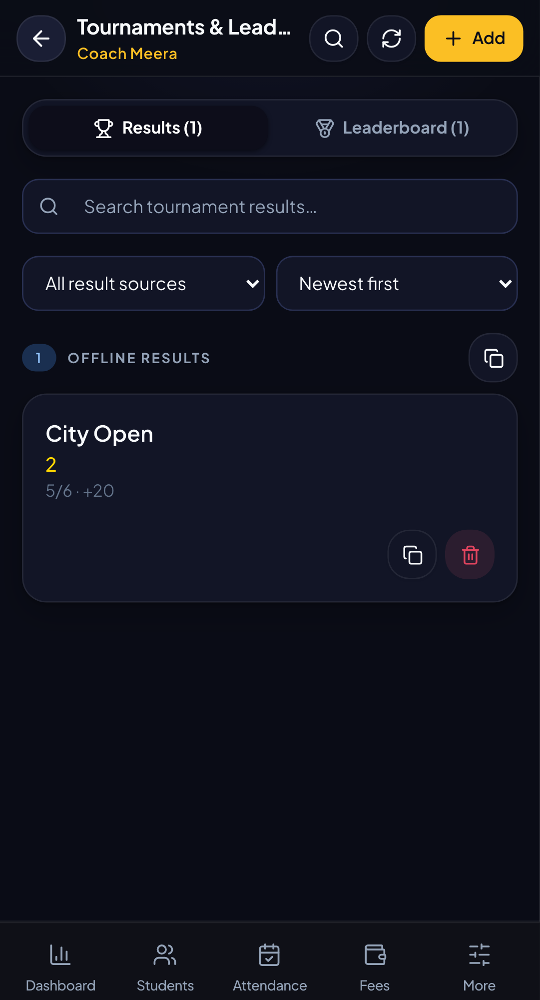 Tournaments & Lead...
Coach Meera
Add
Results (1)
Leaderboard (1)
Search tournament results...
All result sources
Newest first
1 OFFLINE RESULTS
City Open
2
5/6 · +20
Dashboard
Students
Attendance
Fees
More